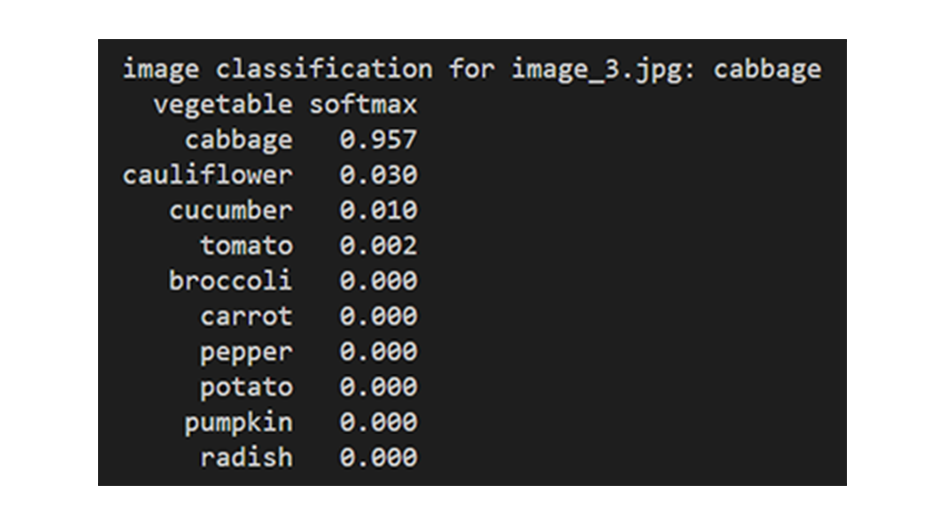 image classification for image_3.jpg: cabbage
vegetable softmax
cabbage 0.957
cauliflower 0.030
cucumber 0.010
tomato 0.002
broccoli 0.000
carrot 0.000
pepper 0.000
potato 0.000
pumpkin 0.000
radish 0.000